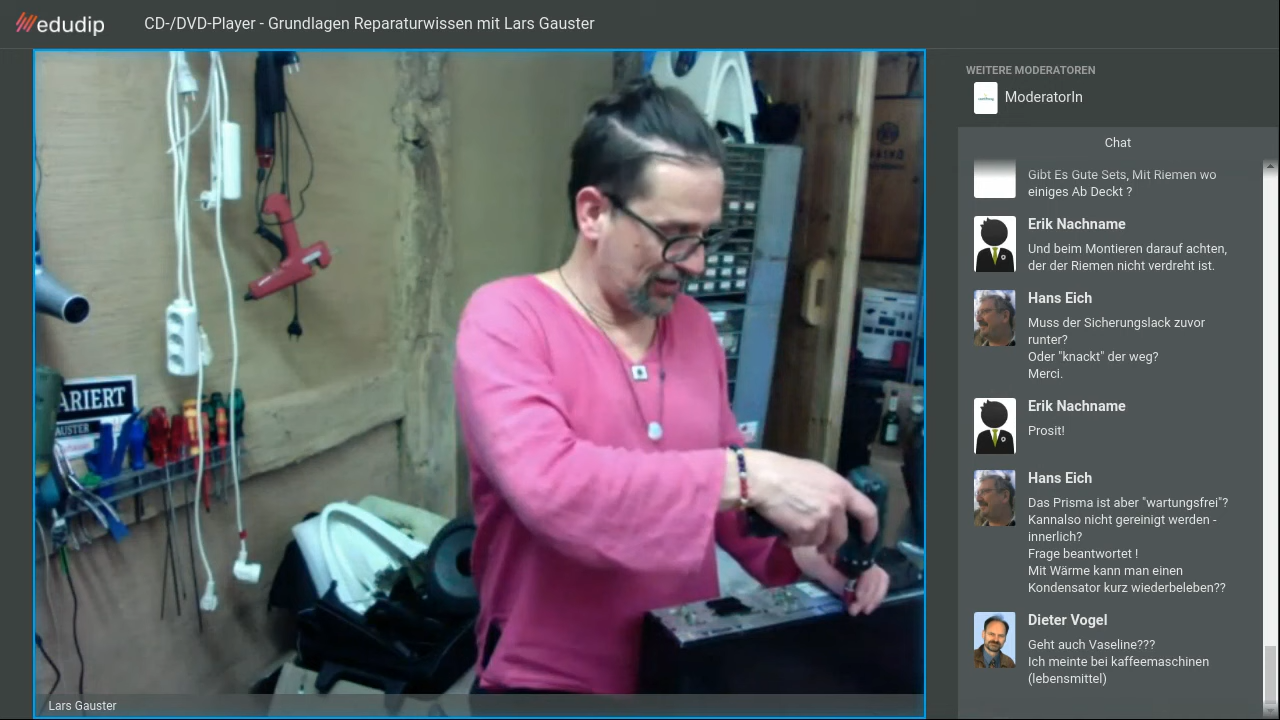 edudip
CD-/DVD-Player - Grundlagen Reparaturwissen mit Lars Gauster
WEITERE MODERATOREN
ModeratorIn
Chat
Gibt Es Gute Sets, Mit Riemen wo
einiges Ab Deckt ?
Erik Nachname
Und beim Montieren darauf achten,
der der Riemen nicht verdreht ist.
Hans Eich
Muss der Sicherungslack zuvor
runter?
Oder "knackt" der weg?
Merci.
Erik Nachname
Prosit!
Hans Eich
Das Prisma ist aber "wartungsfrei"?
Kannalso nicht gereinigt werden -
innerlich?
Frage beantwortet !
Mit Wärme kann man einen
Kondensator kurz wiederbeleben??
Dieter Vogel
Geht auch Vaseline???
Ich meinte bei kaffeemaschinen
(lebensmittel)
ARIERT
AUSTER
Lars Gauster